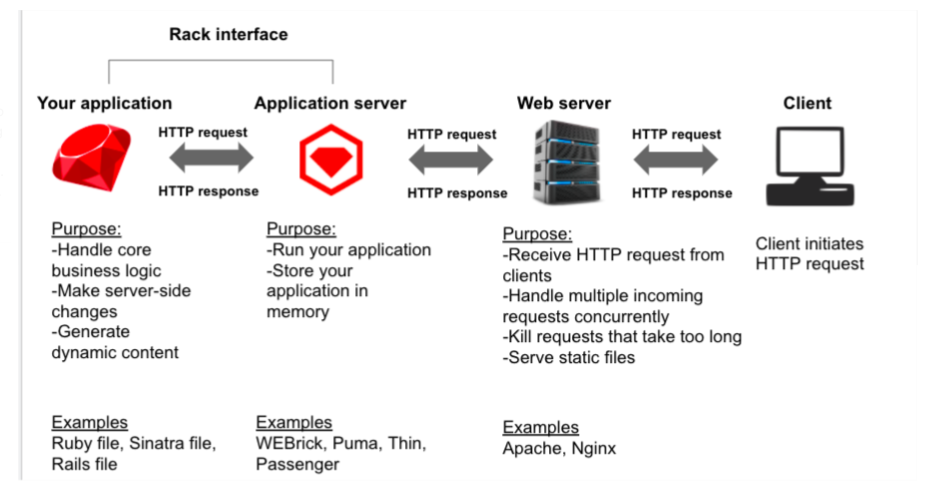 Rack interface
Your application
Application server
Web server
Client
HTTP request
HTTP response
HTTP request
HTTP response
HTTP request
HTTP response
Purpose:
-Handle core
business logic
-Make server-side
changes
-Generate
dynamic content
Purpose:
-Run your application
-Store your
application in
memory
Purpose:
-Receive HTTP request from
clients
-Handle multiple incoming
requests concurrently
-Kill requests that take too long
-Serve static files
Client initiates
HTTP request
Examples
Ruby file, Sinatra file,
Rails file
Examples
WEBrick, Puma, Thin,
Passenger
Examples
Apache, Nginx